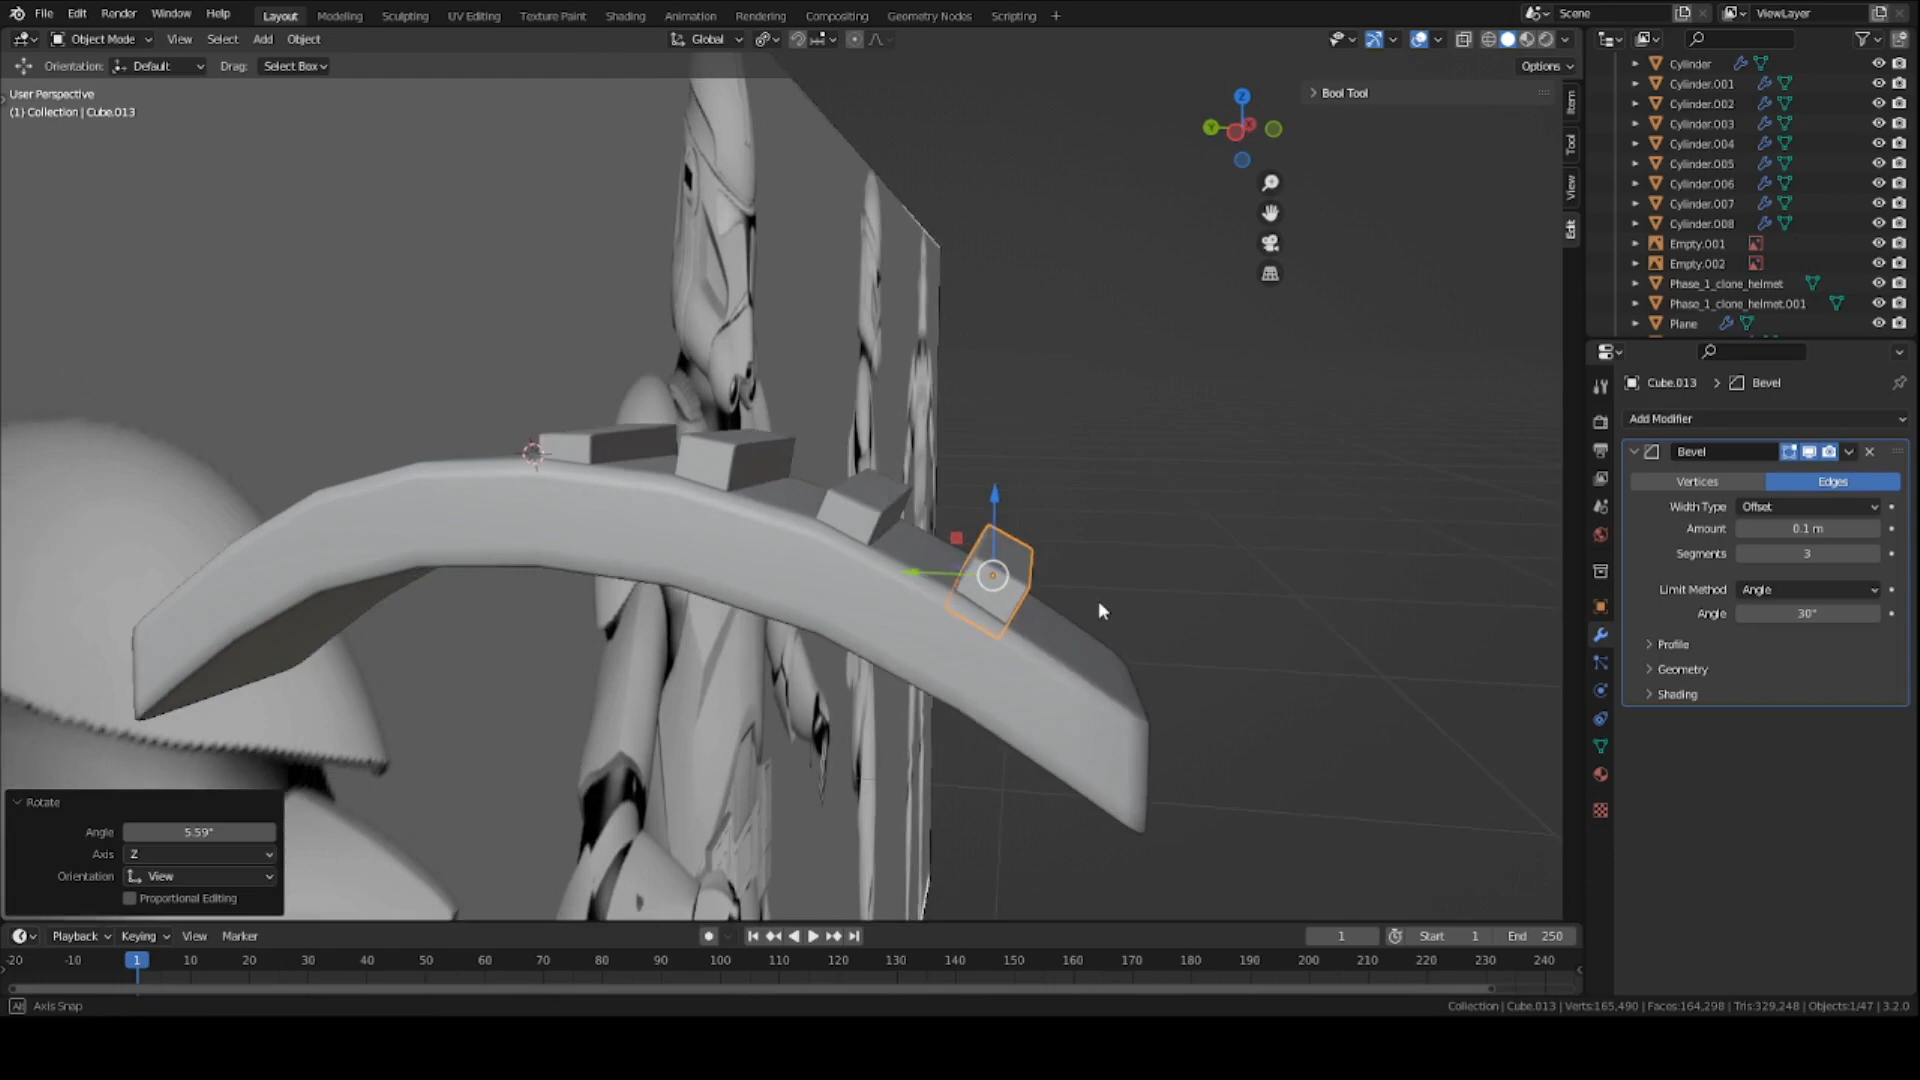 File Edit Render Window Help Layout Modeling Sculpting UV Editing Texture Paint Shading Animation Rendering Compositing Geometry Nodes Scripting + Scene ViewLayer
Object Mode View Select Add Object Global
Orientation: Default Drag: Select Box Options
User Perspective
(1) Collection | Cube.013
Bool Tool
Z
Y
X
Item
Tool
View
Edit
Cylinder
Cylinder.001
Cylinder.002
Cylinder.003
Cylinder.004
Cylinder.005
Cylinder.006
Cylinder.007
Cylinder.008
Empty.001
Empty.002
Phase_1_clone_helmet
Phase_1_clone_helmet.001
Plane
Cube.013 > Bevel
Add Modifier
Bevel
Vertices Edges
Width Type Offset
Amount 0.1 m
Segments 3
Limit Method Angle
Angle 30°
Profile
Geometry
Shading
Rotate
Angle 5.59°
Axis Z
Orientation View
Proportional Editing
Playback Keying View Marker 1 Start 1 End 250
-20 -10 1 10 20 30 40 50 60 70 80 90 100 110 120 130 140 150 160 170 180 190 200 210 220 230 240
Alt Axis Snap
Collection | Cube.013 | Verts:165,490 | Faces:164,298 | Tris:329,248 | Objects:1/47 | 3.2.0